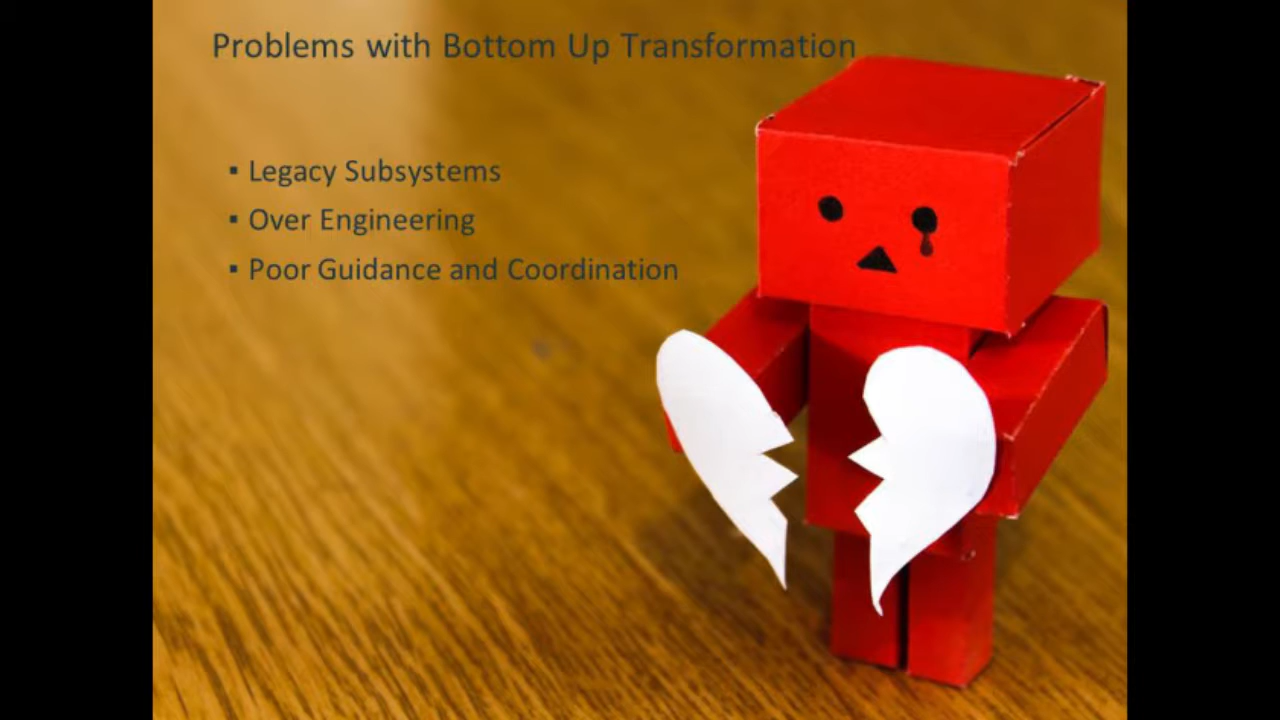 Problems with Bottom Up Transformation
▪ Legacy Subsystems
▪ Over Engineering
▪ Poor Guidance and Coordination